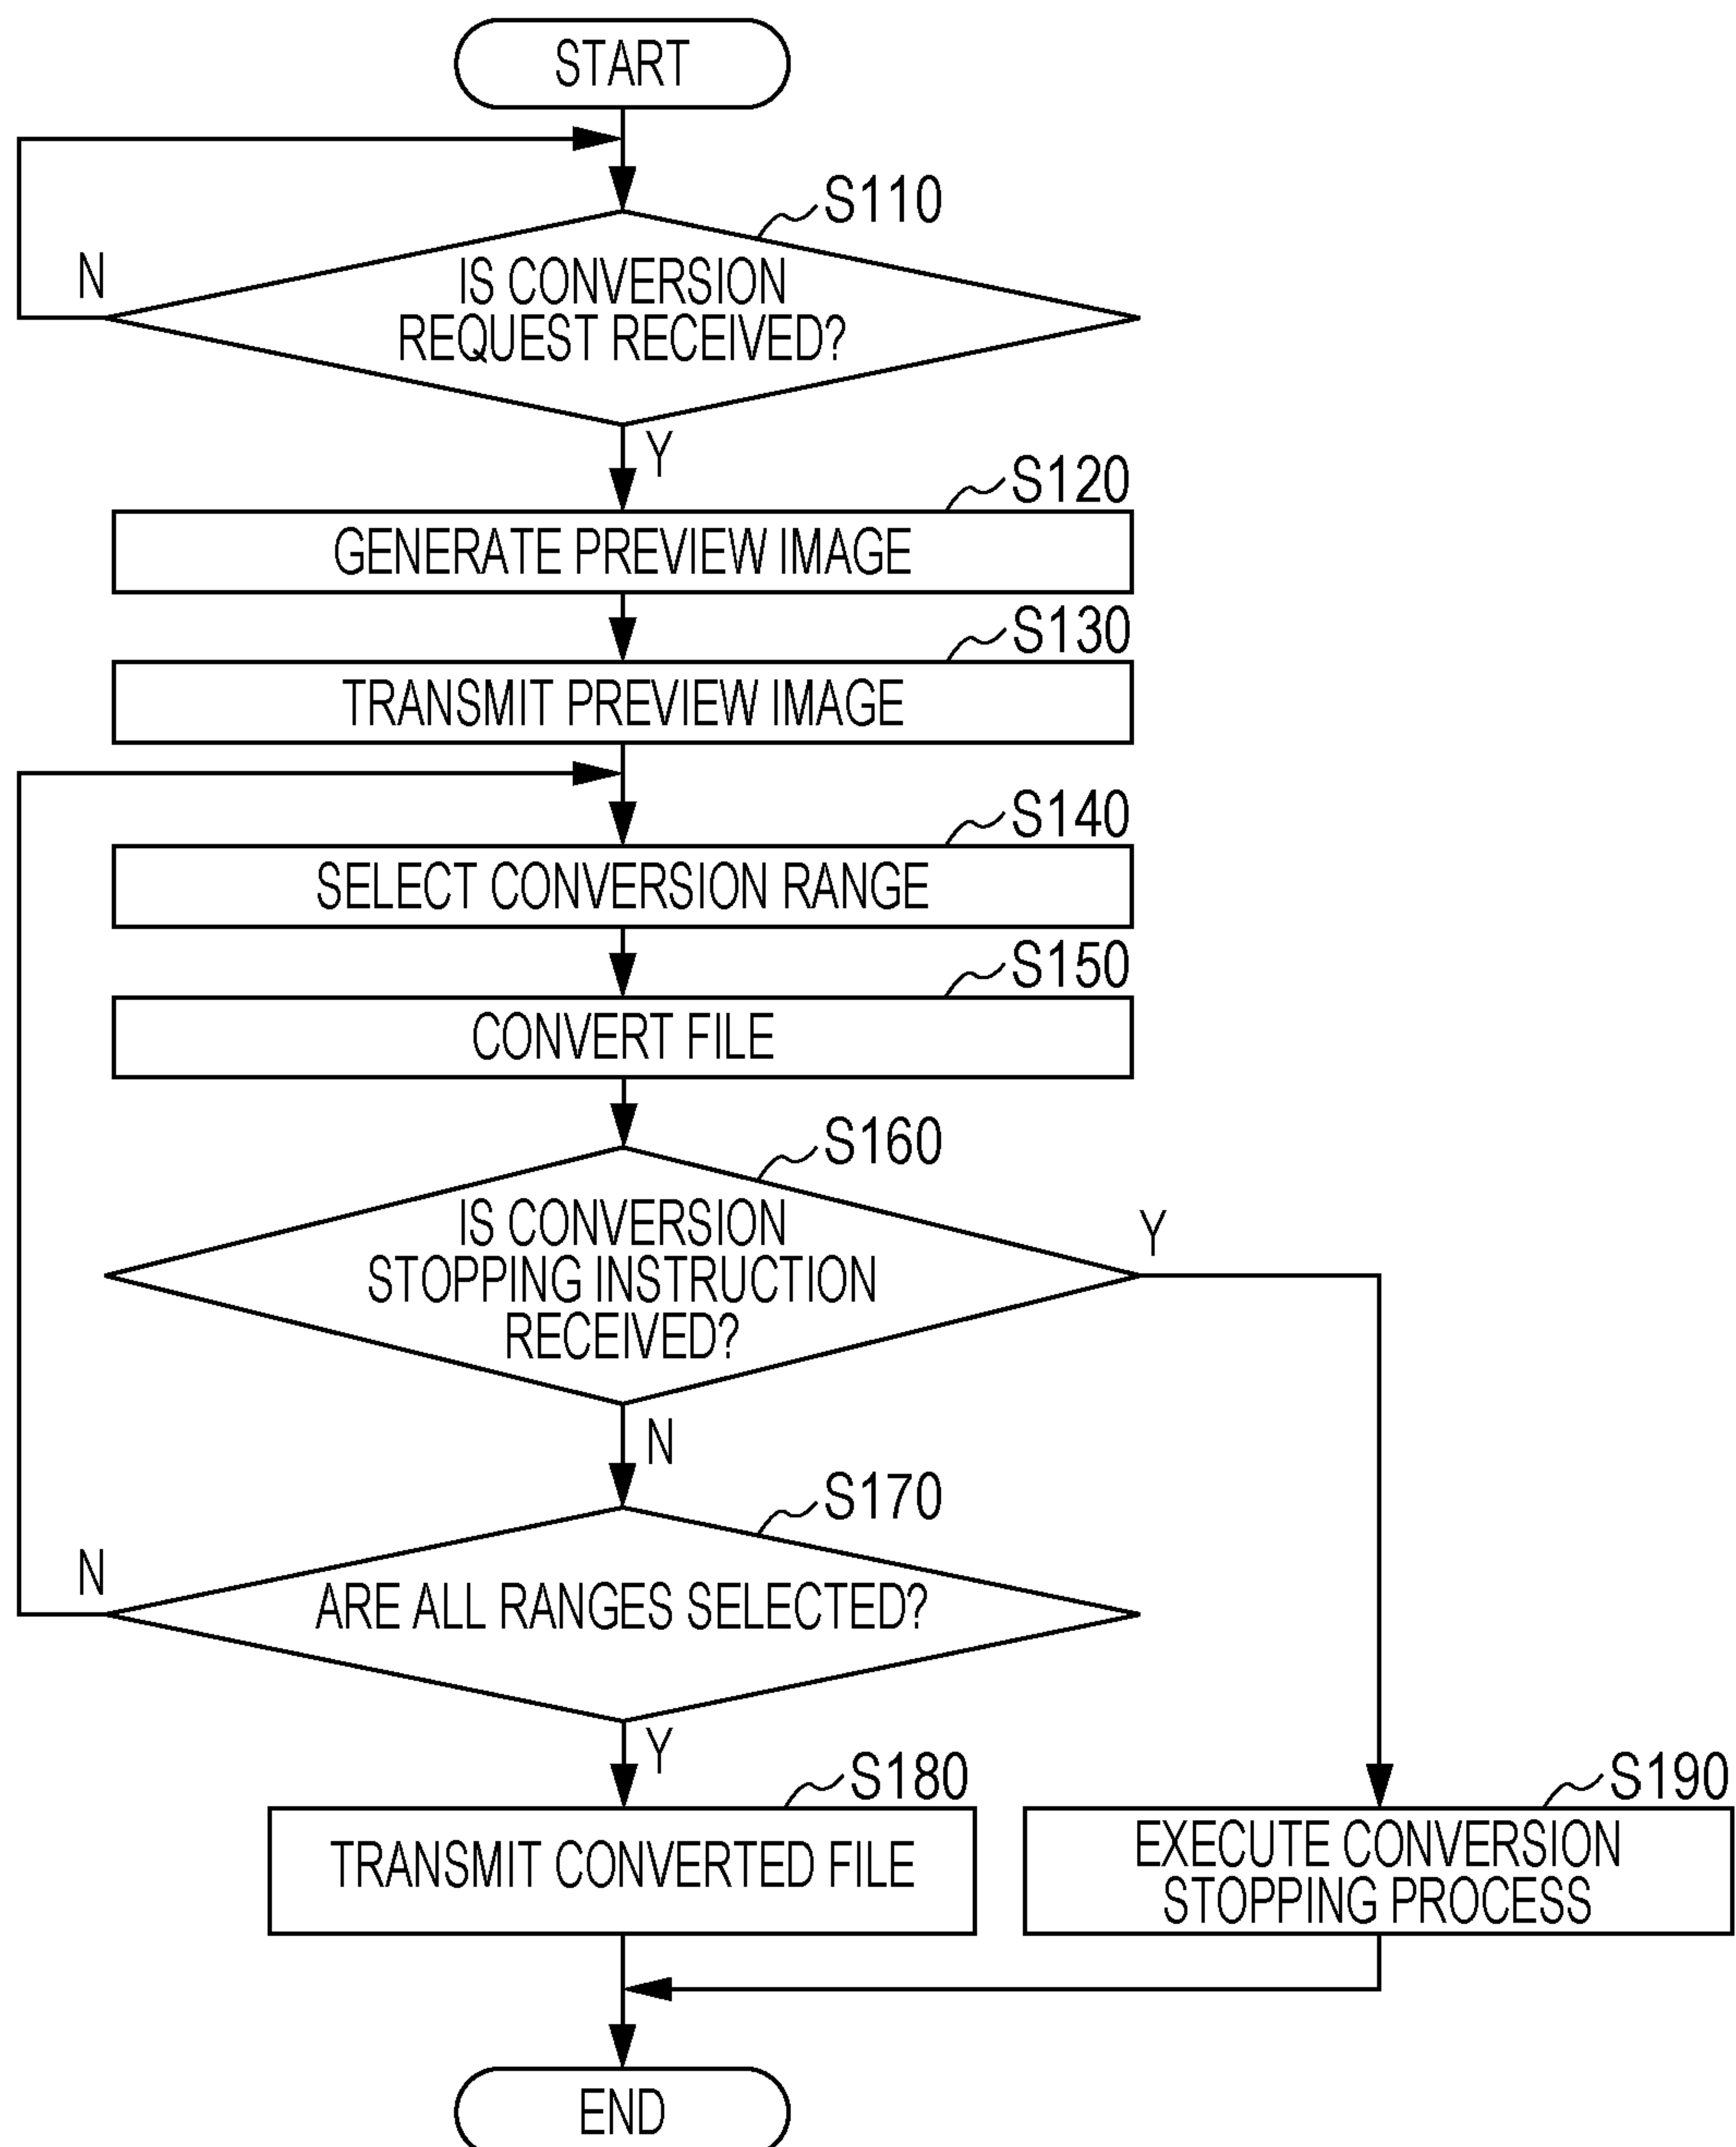 START
S110
N
IS CONVERSION
REQUEST RECEIVED?
Y
S120
GENERATE PREVIEW IMAGE
S130
TRANSMIT PREVIEW IMAGE
S140
SELECT CONVERSION RANGE
S150
CONVERT FILE
S160
IS CONVERSION
STOPPING INSTRUCTION
RECEIVED?
Y
N
S170
N
ARE ALL RANGES SELECTED?
Y
S180
TRANSMIT CONVERTED FILE
S190
EXECUTE CONVERSION
STOPPING PROCESS
END